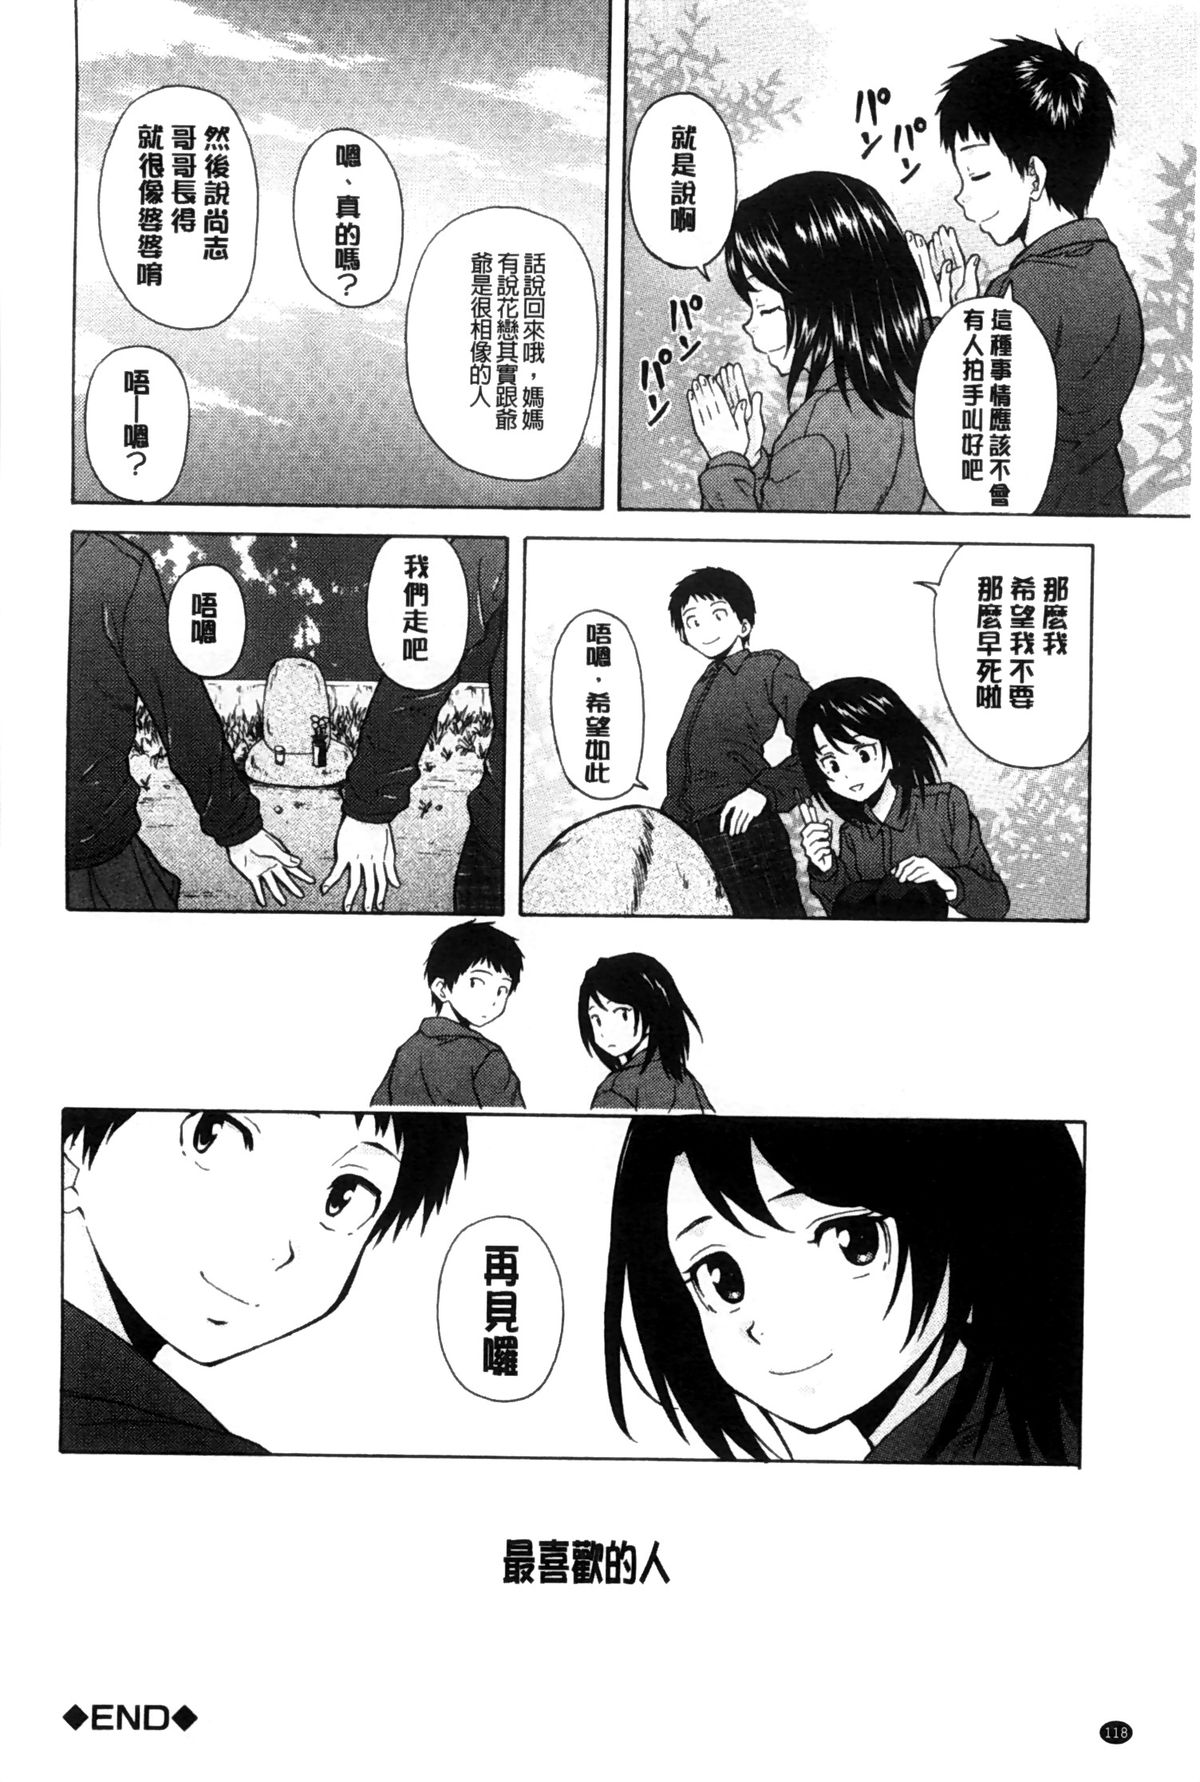 パン
パン
パンパン
這種事情應該不會
有人拍手叫好吧
就是說啊
話說回來哦，媽媽
有說花戀其實跟爺
爺是很相像的人
嗯、真的嗎？
然後說尚志
哥哥長得
就很像婆婆唷
唔—嗯？
那麼我
希望我不要
那麼早死啦
唔嗯，希望如此
我們走吧
唔嗯
再見囉
最喜歡的人
◆END◆
118